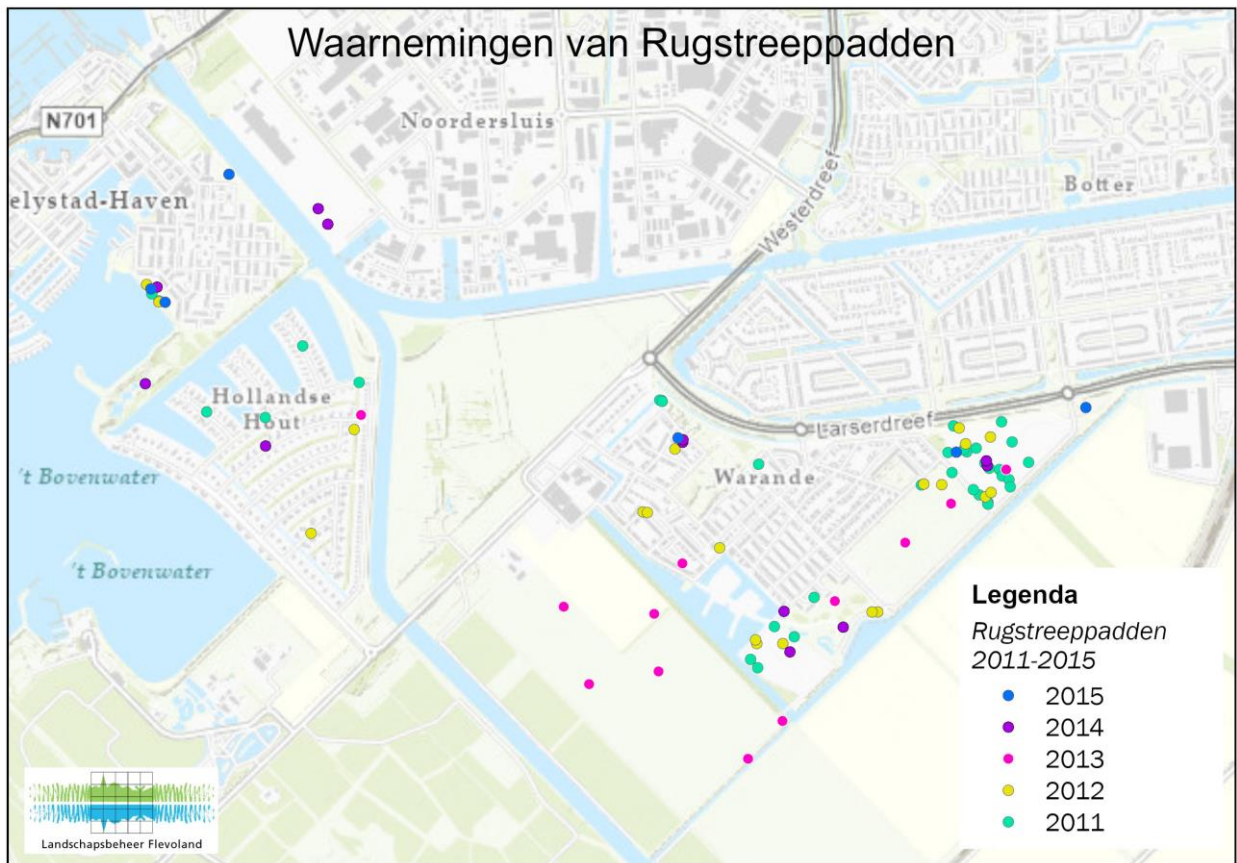 Waarnemingen van Rugstreeppadden
N701
Noordersluis
Westerdreef
Botter
elystad-Haven
Hollandse
Hout
Larserdreef
Warande
't Bovenwater
't Bovenwater
Legenda
Rugstreeppadden
2011-2015
2015
2014
2013
2012
2011
Landschapsbeheer Flevoland